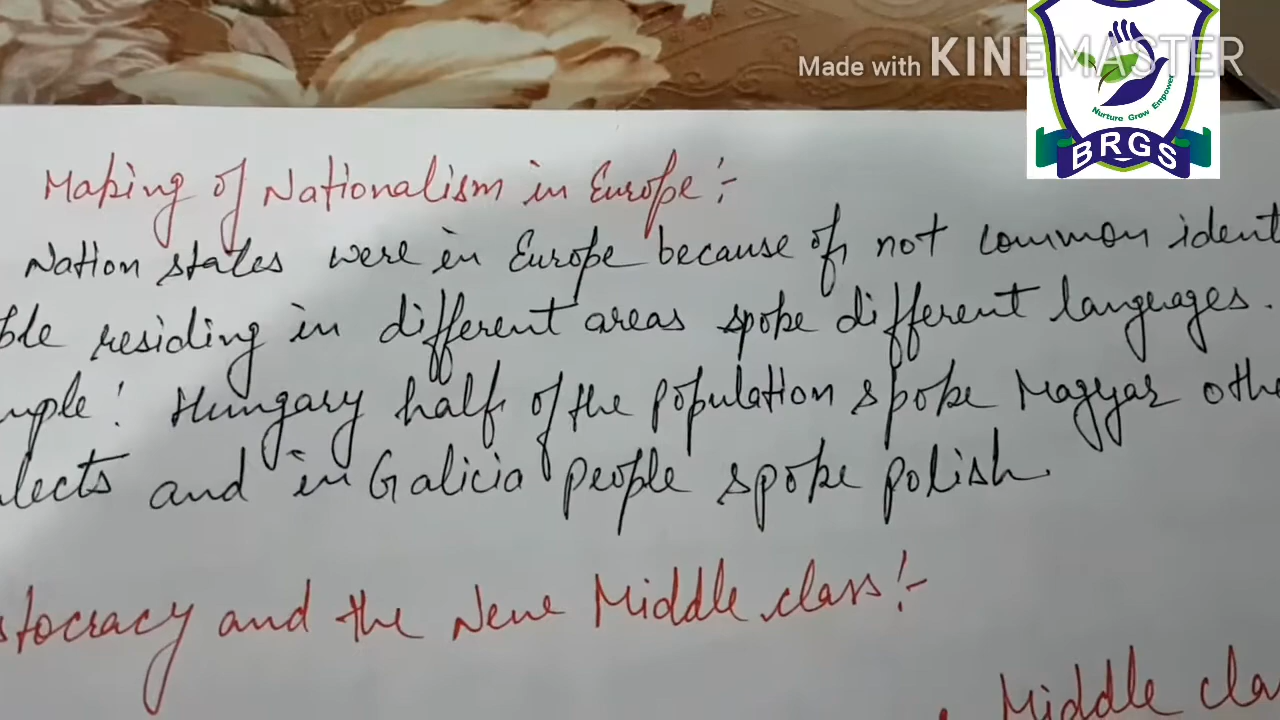 Made with KINEMASTER
Nurture Grow Empower
BRGS
Making of Nationalism in Europe :-
Nation states were in Europe because of not common ident
ble residing in different areas spoke different languages.
mple: Hungary half of the population spoke Magyar othe
lects and in Galicia people spoke polish.
stocracy and the New Middle class :-
Middle clas